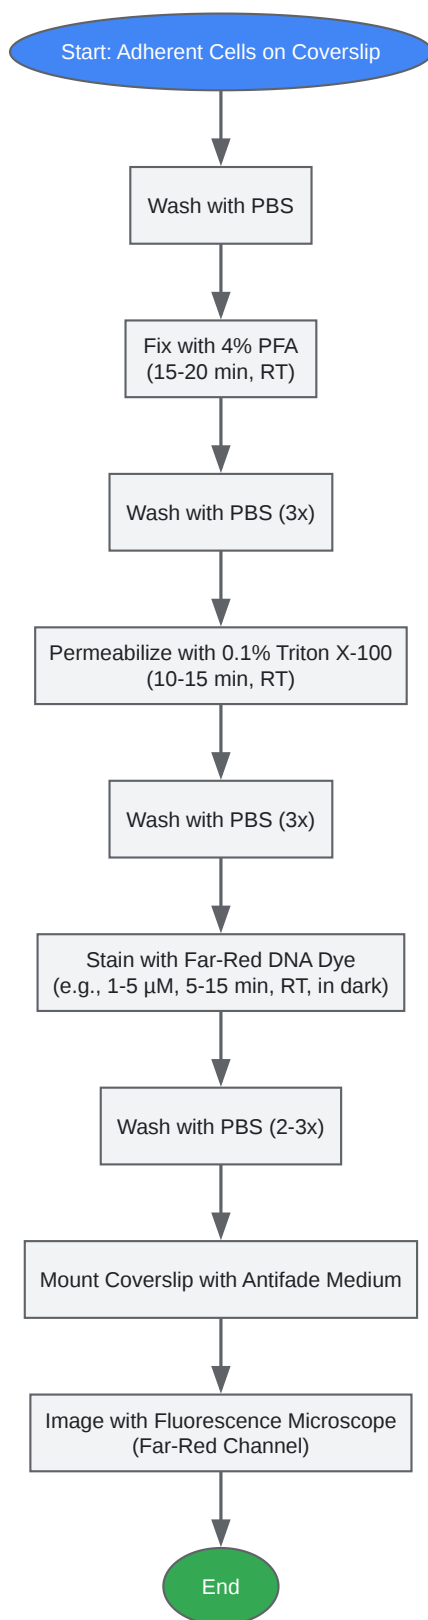 Start: Adherent Cells on Coverslip
Wash with PBS
Fix with 4% PFA
(15-20 min, RT)
Wash with PBS (3x)
Permeabilize with 0.1% Triton X-100
(10-15 min, RT)
Wash with PBS (3x)
Stain with Far-Red DNA Dye
(e.g., 1-5 µM, 5-15 min, RT, in dark)
Wash with PBS (2-3x)
Mount Coverslip with Antifade Medium
Image with Fluorescence Microscope
(Far-Red Channel)
End